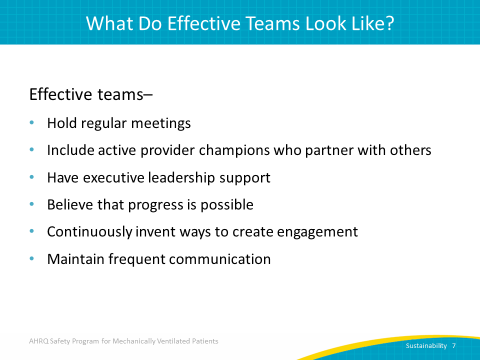 What Do Effective Teams Look Like?
Effective teams–
• Hold regular meetings
• Include active provider champions who partner with others
• Have executive leadership support
• Believe that progress is possible
• Continuously invent ways to create engagement
• Maintain frequent communication
AHRQ Safety Program for Mechanically Ventilated Patients
Sustainability 7